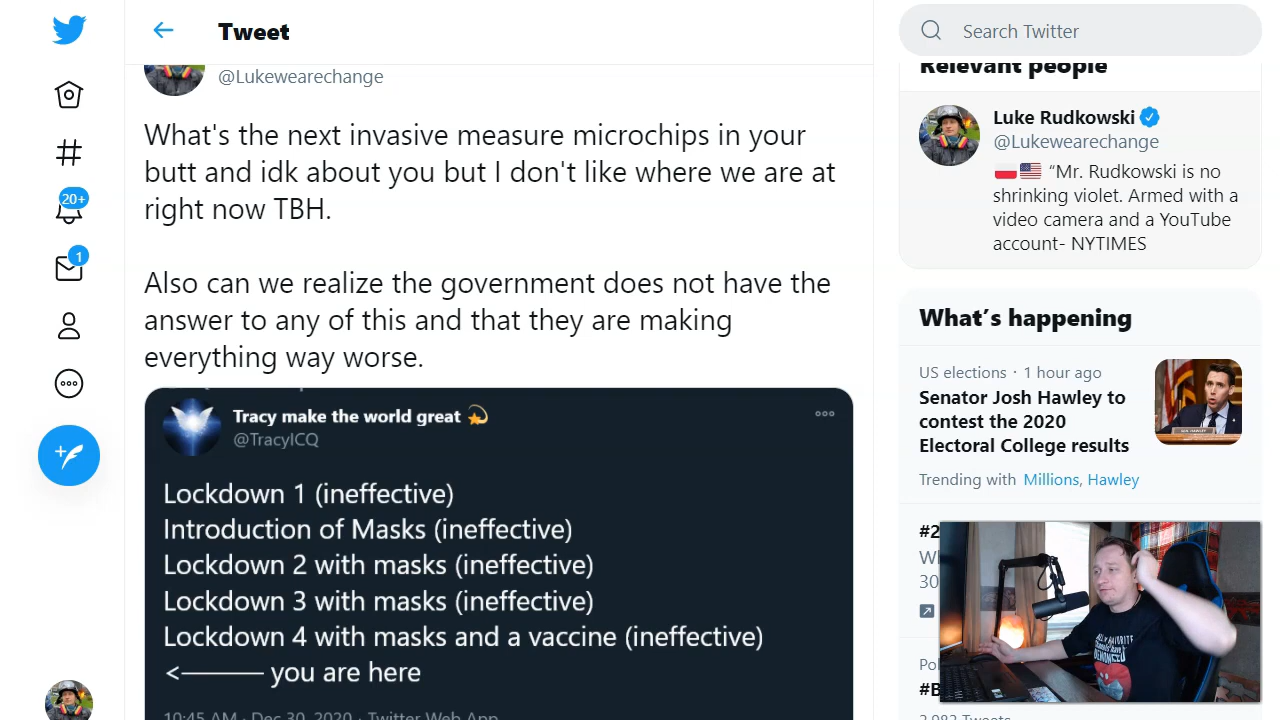 Tweet
@Lukewearechange
What's the next invasive measure microchips in your
butt and idk about you but I don't like where we are at
right now TBH.
Also can we realize the government does not have the
answer to any of this and that they are making
everything way worse.
Tracy make the world great
@TracyICQ
Lockdown 1 (ineffective)
Introduction of Masks (ineffective)
Lockdown 2 with masks (ineffective)
Lockdown 3 with masks (ineffective)
Lockdown 4 with masks and a vaccine (ineffective)
<——— you are here
10:45 AM · Dec 30, 2020 · Twitter Web App
20+
1
Search Twitter
Relevant people
Luke Rudkowski
@Lukewearechange
“Mr. Rudkowski is no
shrinking violet. Armed with a
video camera and a YouTube
account- NYTIMES
What’s happening
US elections · 1 hour ago
Senator Josh Hawley to
contest the 2020
Electoral College results
Trending with Millions, Hawley
#2
30
#B